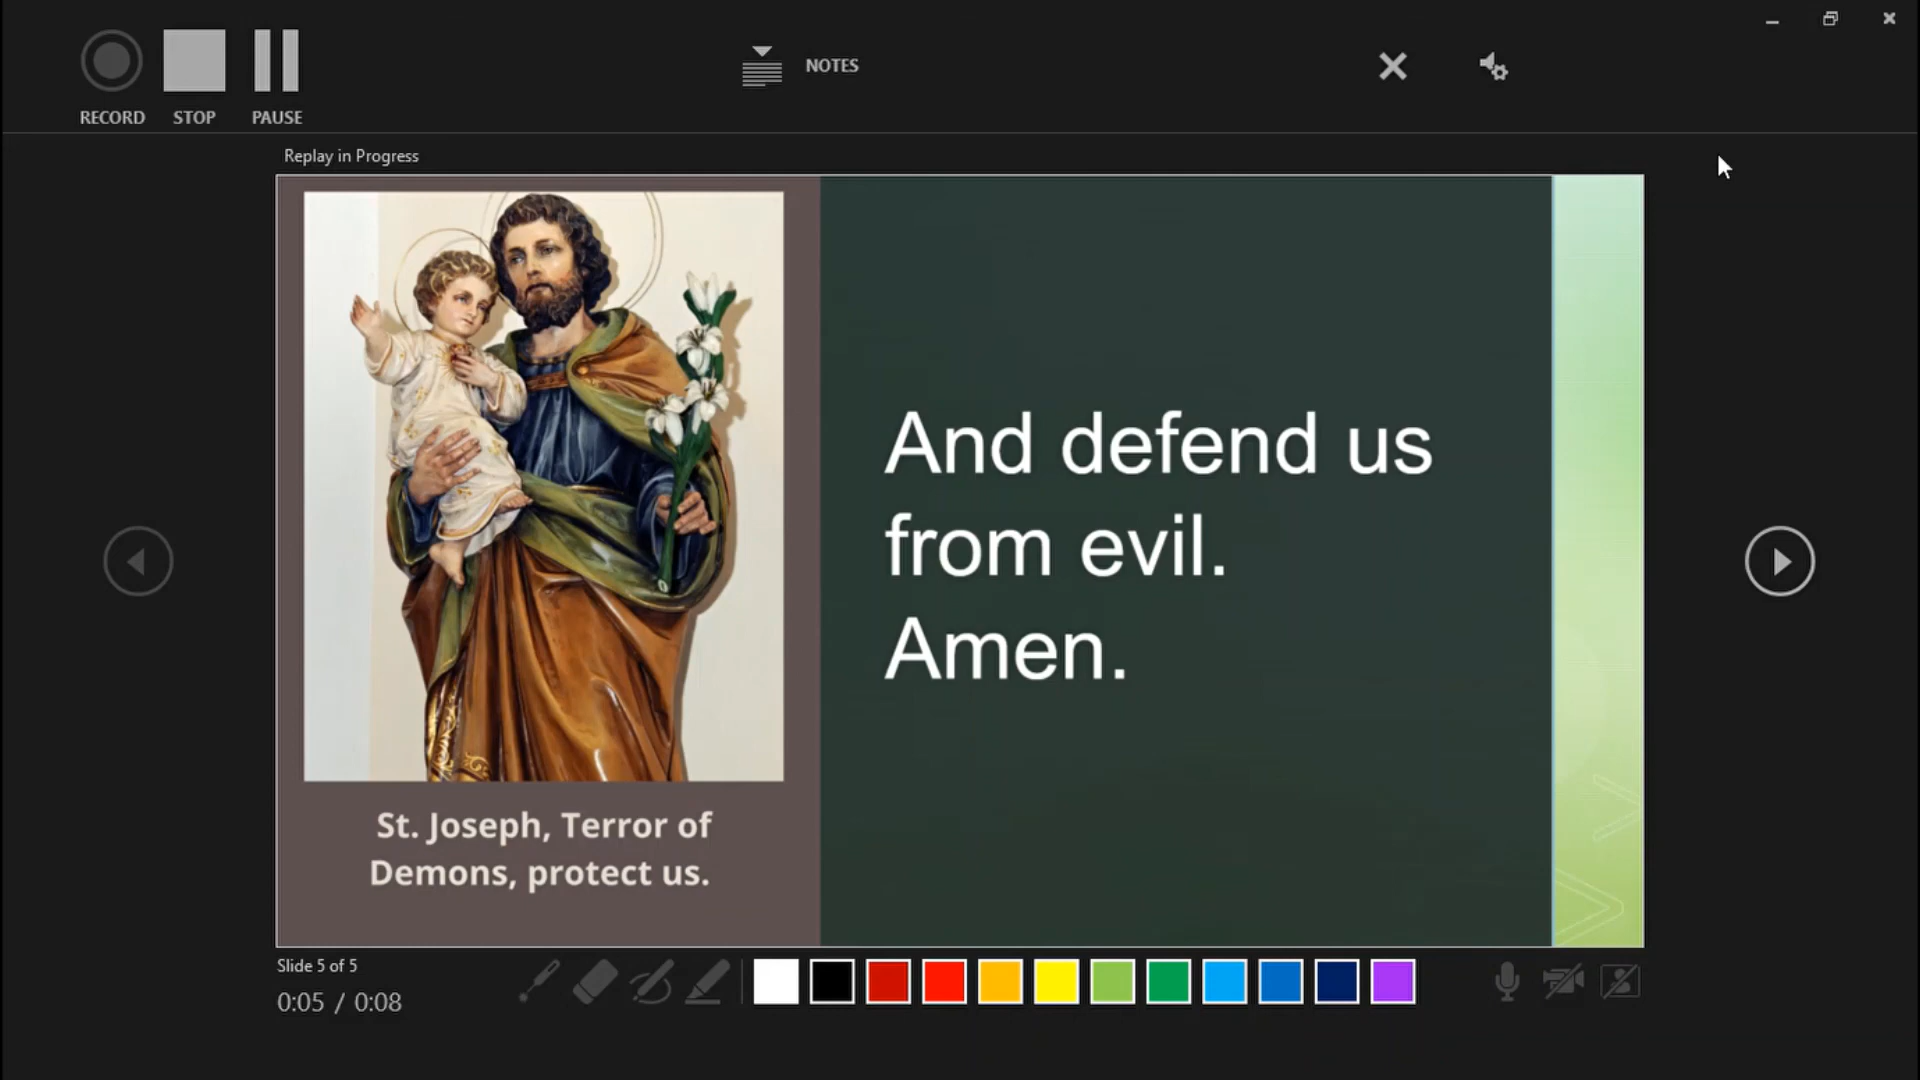 RECORD
STOP
PAUSE
NOTES
Replay in Progress
And defend us
from evil.
Amen.
St. Joseph, Terror of
Demons, protect us.
Slide 5 of 5
0:05 / 0:08